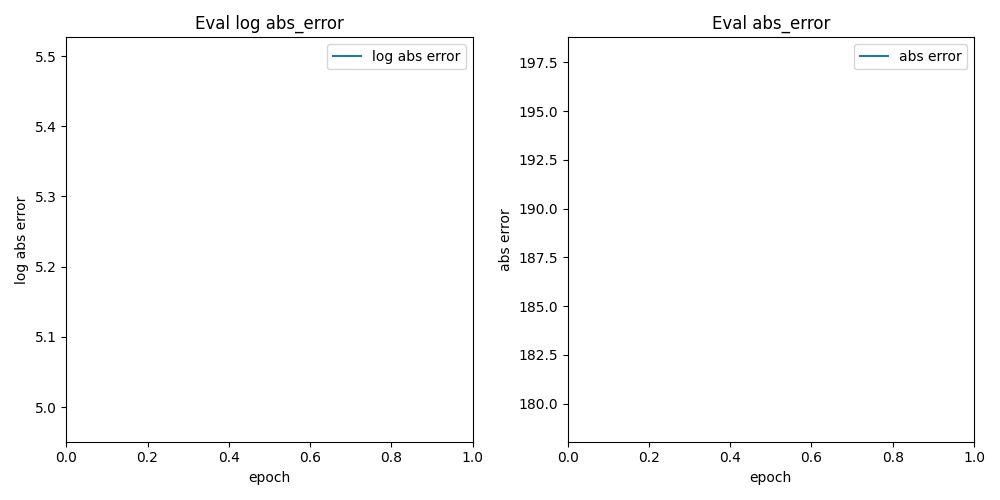 Eval log abs_error
log abs error
5.5
5.4
5.3
5.2
5.1
5.0
log abs error
0.0 0.2 0.4 0.6 0.8 1.0
epoch
Eval abs_error
abs error
197.5
195.0
192.5
190.0
187.5
185.0
182.5
180.0
abs error
0.0 0.2 0.4 0.6 0.8 1.0
epoch